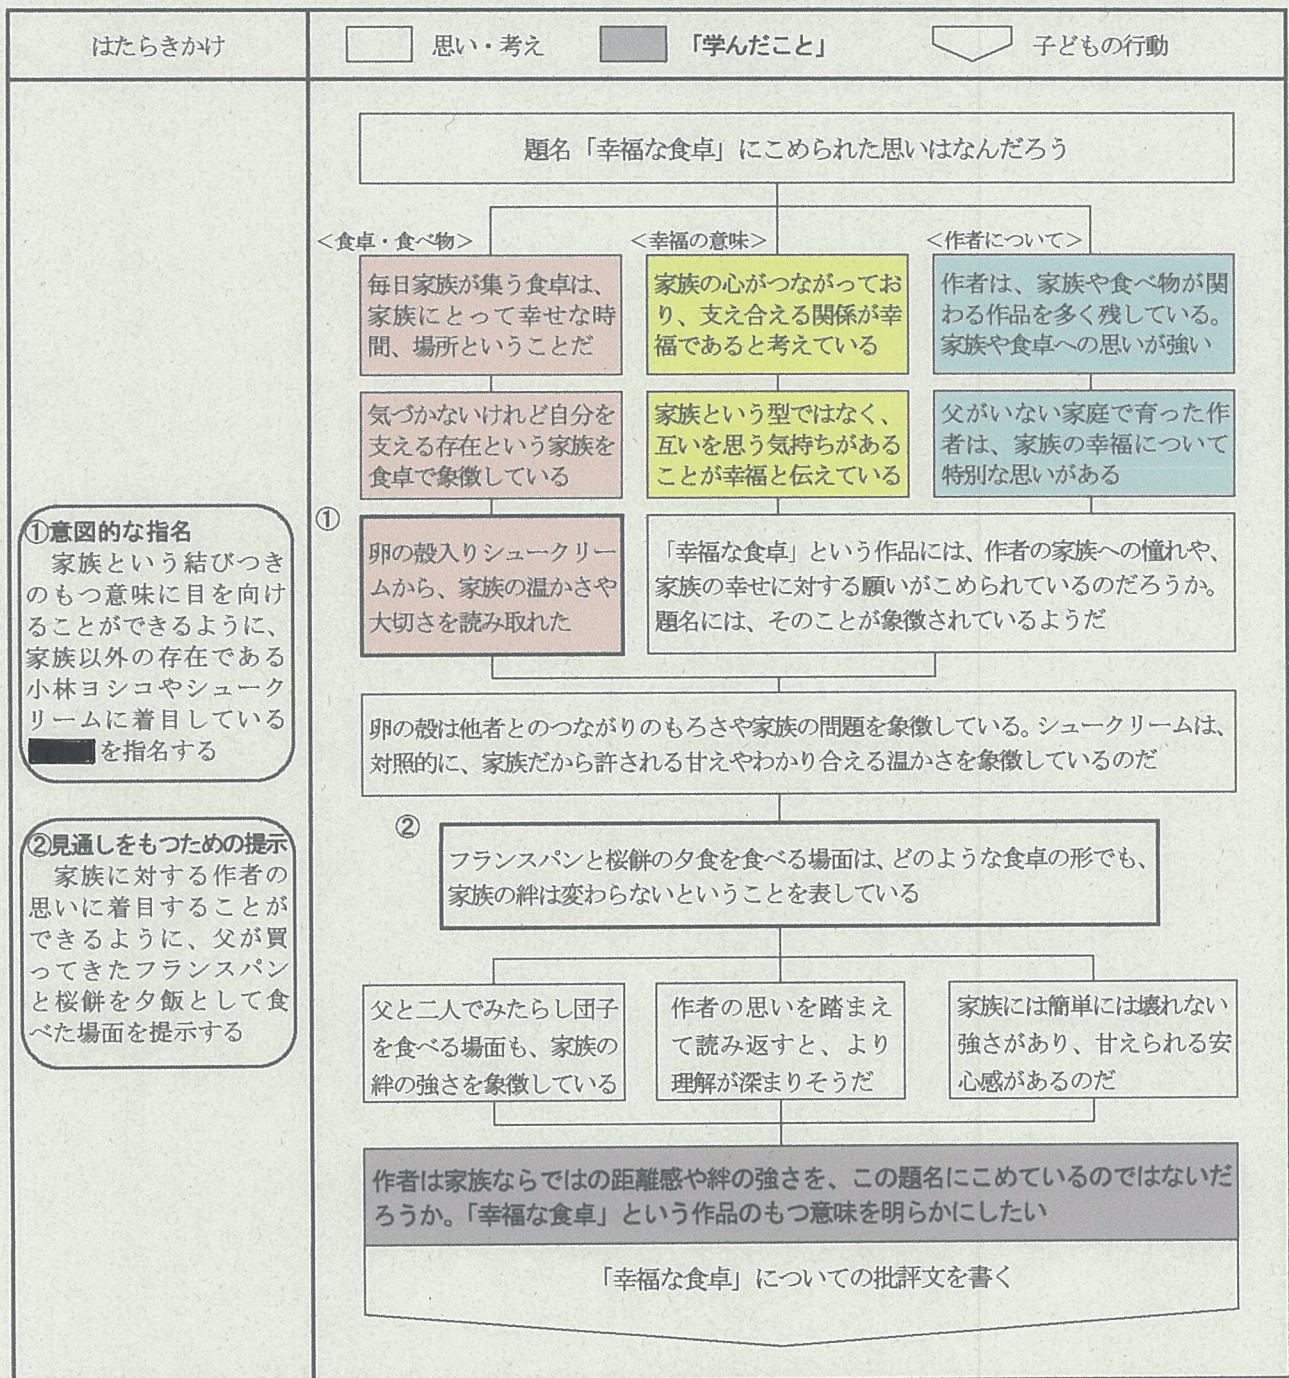 はたらきかけ
思い・考え
「学んだこと」
子どもの行動
題名「幸福な食卓」にこめられた思いはなんだろう
＜食卓・食べ物＞
毎日家族が集う食卓は、
家族にとって幸せな時
間、場所ということだ
気づかないけれど自分を
支える存在という家族を
食卓で象徴している
＜幸福の意味＞
家族の心がつながってお
り、支え合える関係が幸
福であると考えている
家族という型ではなく、
互いを思う気持ちがある
ことが幸福と伝えている
＜作者について＞
作者は、家族や食べ物が関
わる作品を多く残している。
家族や食卓への思いが強い
父がいない家庭で育った作
者は、家族の幸福について
特別な思いがある
①意図的な指名
家族という結びつき
のもつ意味に目を向け
ることができるように、
家族以外の存在である
小林ヨシコやシューク
リームに着目している
を指名する
①
卵の殻入りシュークリー
ムから、家族の温かさや
大切さを読み取れた
「幸福な食卓」という作品には、作者の家族への憧れや、
家族の幸せに対する願いがこめられているのだろうか。
題名には、そのことが象徴されているようだ
卵の殻は他者とのつながりのもろさや家族の問題を象徴している。シュークリームは、
対照的に、家族だから許される甘えやわかり合える温かさを象徴しているのだ
②見通しをもつための提示
家族に対する作者の
思いに着目することが
できるように、父が買
ってきたフランスパン
と桜餅を夕飯として食
べた場面を提示する
②
フランスパンと桜餅の夕食を食べる場面は、どのような食卓の形でも、
家族の絆は変わらないということを表している
父と二人でみたらし団子
を食べる場面も、家族の
絆の強さを象徴している
作者の思いを踏まえ
て読み返すと、より
理解が深まりそうだ
家族には簡単には壊れない
強さがあり、甘えられる安
心感があるのだ
作者は家族ならではの距離感や絆の強さを、この題名にこめているのではないだ
ろうか。「幸福な食卓」という作品のもつ意味を明らかにしたい
「幸福な食卓」についての批評文を書く